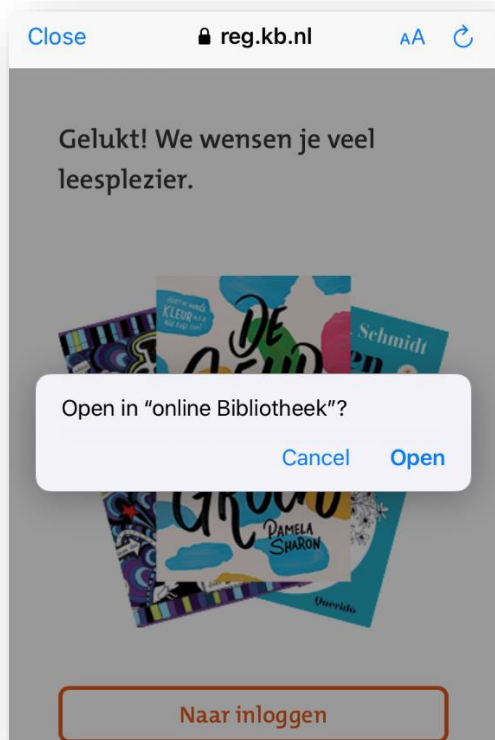 Close
reg.kb.nl
AA
Gelukt! We wensen je veel
leesplezier.
KLEUR
DE
Schmidt
Open in “online Bibliotheek”?
Cancel
Open
PAMELA
SHARON
Querido
Naar inloggen